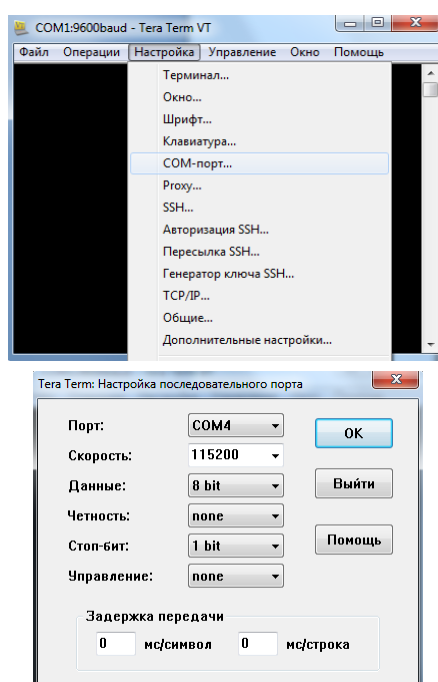 COM1:9600baud - Tera Term VT
Файл Операции Настройка Управление Окно Помощь
Терминал...
Окно...
Шрифт...
Клавиатура...
COM-порт...
Proxy...
SSH...
Авторизация SSH...
Пересылка SSH...
Генератор ключа SSH...
TCP/IP...
Общие...
Дополнительные настройки...
Tera Term: Настройка последовательного порта
Порт: COM4 OK
Скорость: 115200
Данные: 8 bit Выйти
Четность: none
Стоп-бит: 1 bit Помощь
Управление: none
Задержка передачи
0 мс/символ 0 мс/строка